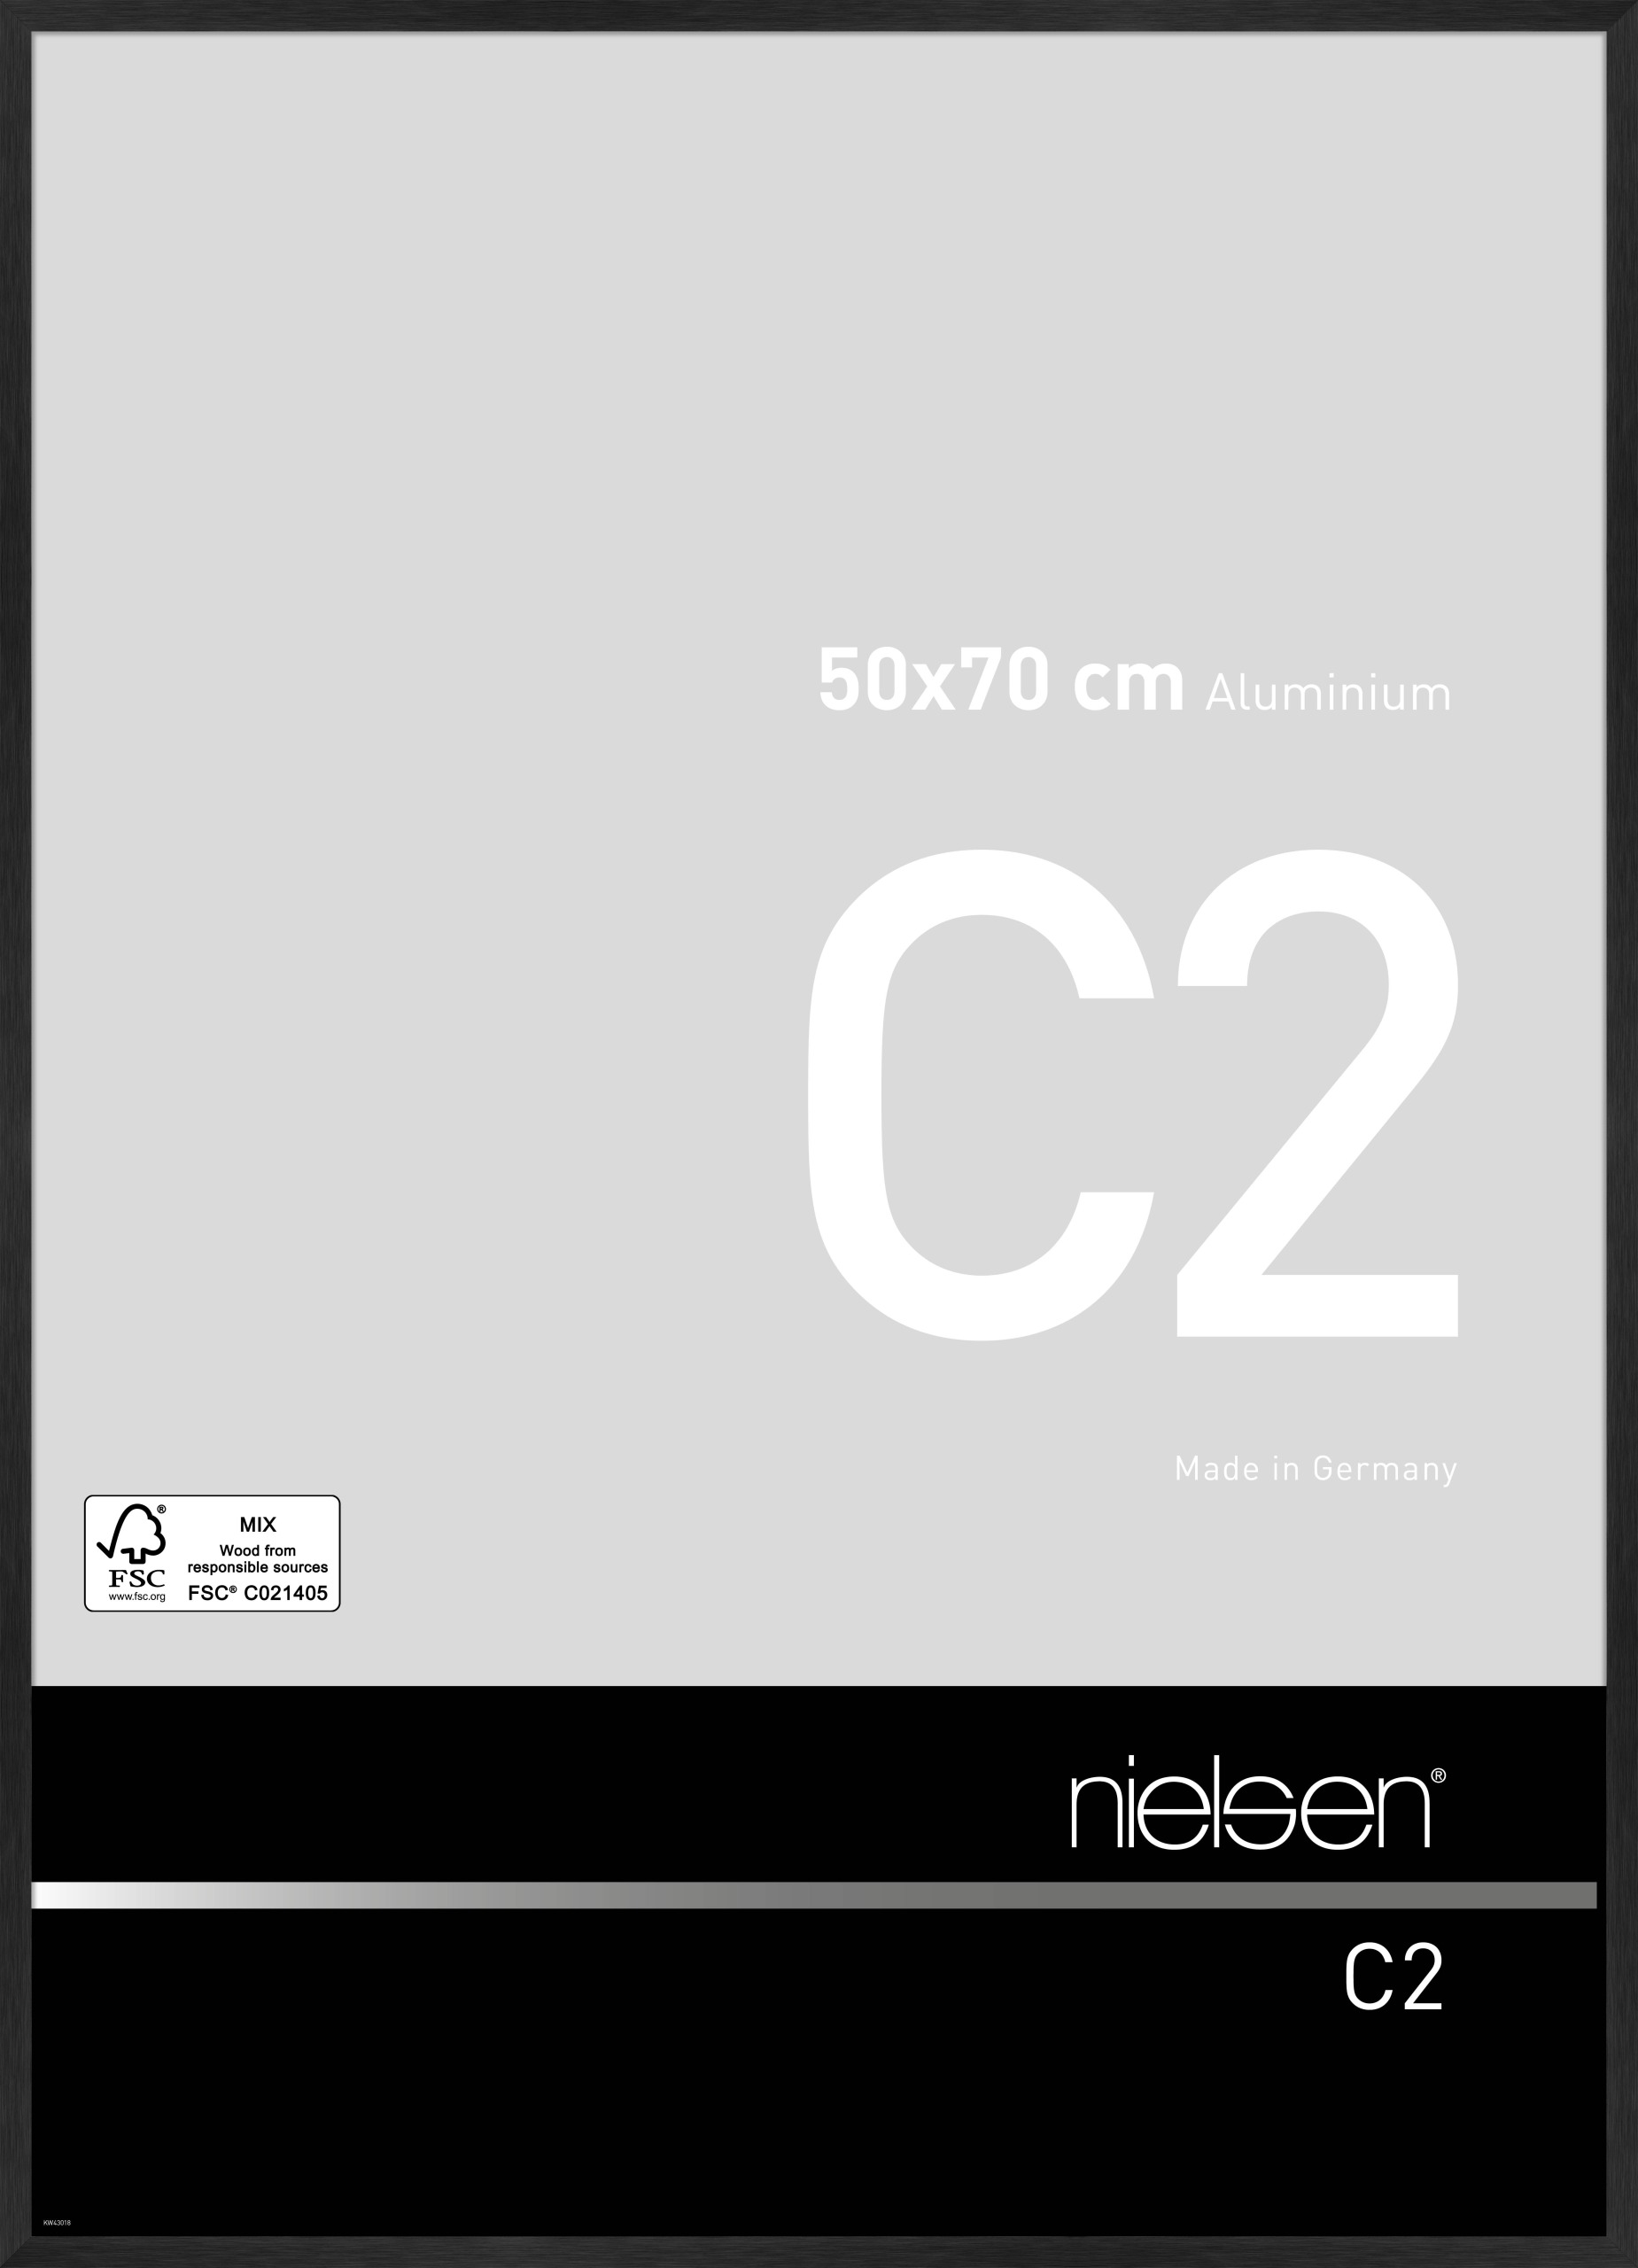 50x70 cm Aluminium
C2
Made in Germany
®
MIX
Wood from
responsible sources
FSC® C021405
FSC
www.fsc.org
nielsen®
C2
KW43018